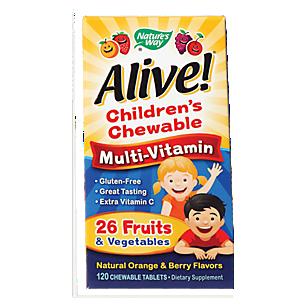 Nature's
Way
Alive!
Children's
Chewable
Multi-Vitamin
• Gluten-Free
• Great Tasting
• Extra Vitamin C
26 Fruits
& Vegetables
Natural Orange & Berry Flavors
120 CHEWABLE TABLETS • Dietary Supplement